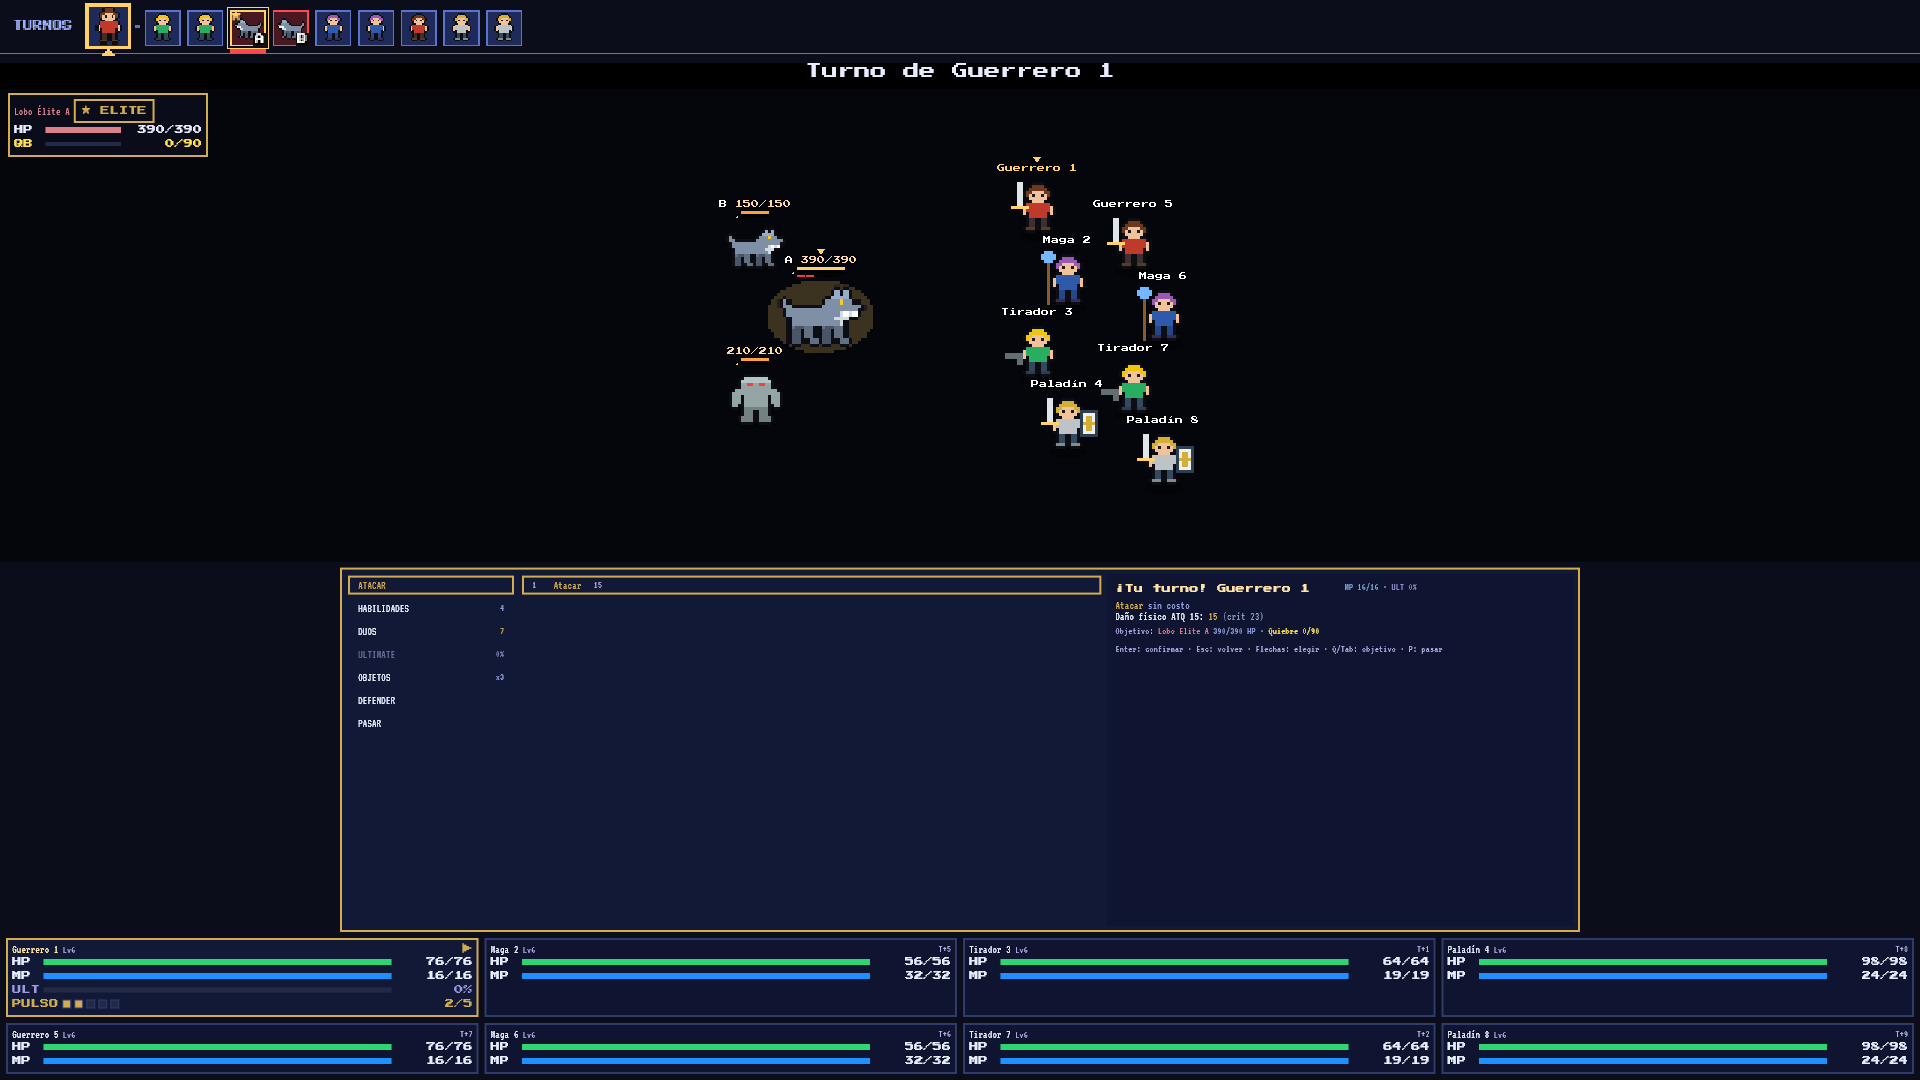 TURNOS
A
B
Turno de Guerrero 1
Lobo Élite A ★ ELITE
HP 390/390
QB 0/90
Guerrero 1
B 150/150
Guerrero 5
Maga 2
A 390/390
Maga 6
Tirador 3
210/210
Tirador 7
Paladín 4
Paladín 8
ATACAR
HABILIDADES 4
DUOS 7
ULTIMATE 0%
OBJETOS x3
DEFENDER
PASAR
1 Atacar 15
¡Tu turno! Guerrero 1 MP 16/16 · ULT 0%
Atacar sin costo
Daño físico ATQ 15: 15 (crit 23)
Objetivo: Lobo Élite A 390/390 HP · Quiebre 0/90
Enter: confirmar · Esc: volver · Flechas: elegir · Q/Tab: objetivo · P: pasar
Guerrero 1 Lv6
HP 76/76
MP 16/16
ULT 0%
PULSO 2/5
Maga 2 Lv6 T+5
HP 56/56
MP 32/32
Tirador 3 Lv6 T+1
HP 64/64
MP 19/19
Paladín 4 Lv6 T+8
HP 98/98
MP 24/24
Guerrero 5 Lv6 T+7
HP 76/76
MP 16/16
Maga 6 Lv6 T+6
HP 56/56
MP 32/32
Tirador 7 Lv6 T+2
HP 64/64
MP 19/19
Paladín 8 Lv6 T+9
HP 98/98
MP 24/24